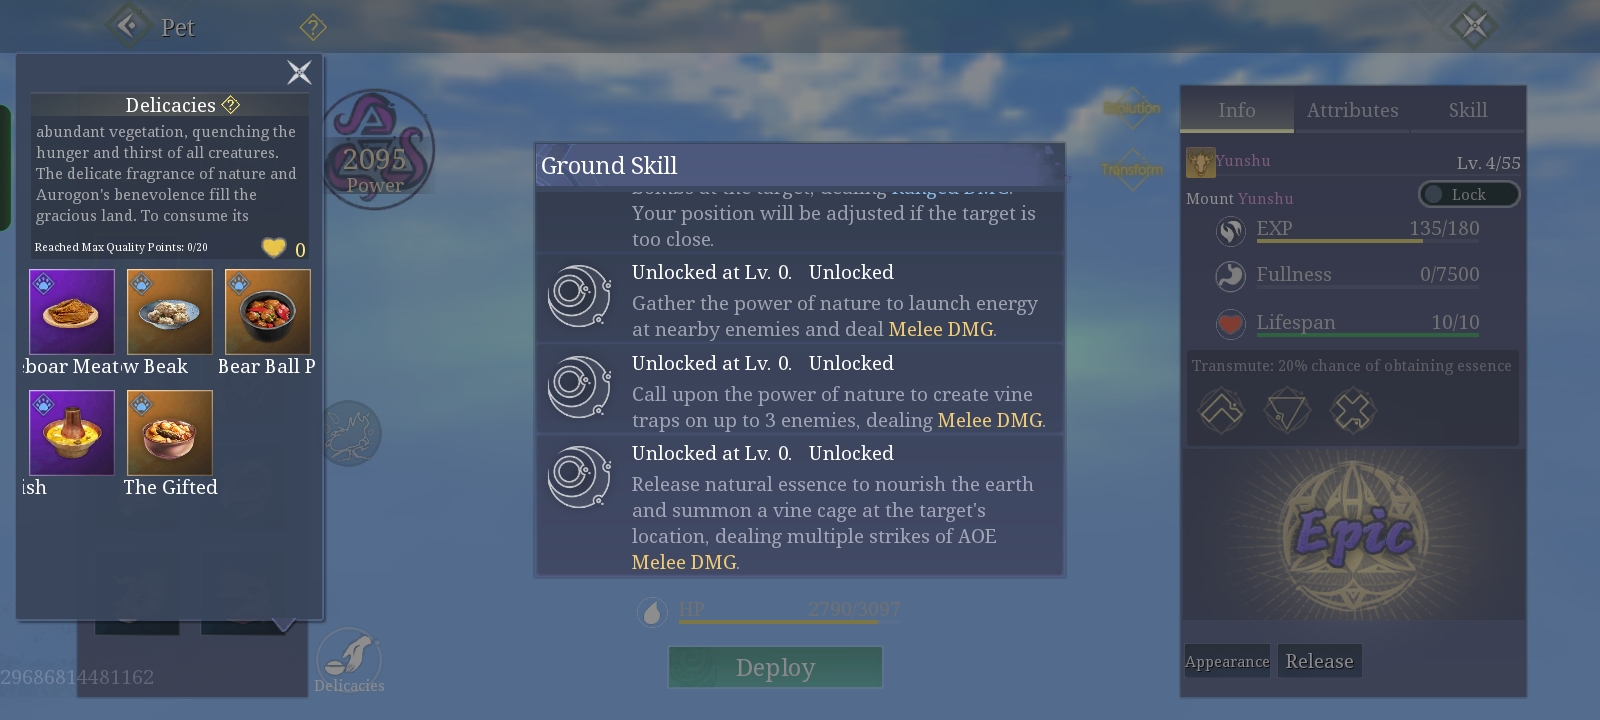 Pet
Delicacies
abundant vegetation, quenching the
hunger and thirst of all creatures.
The delicate fragrance of nature and
Aurogon's benevolence fill the
gracious land. To consume its
Reached Max Quality Points: 0/20
0
boar Meat
w Beak
Bear Ball P
ish
The Gifted
2095
Power
29686814481162
Delicacies
Ground Skill
Bombs at the target, dealing Ranged DMG.
Your position will be adjusted if the target is
too close.
Unlocked at Lv. 0. Unlocked
Gather the power of nature to launch energy
at nearby enemies and deal Melee DMG.
Unlocked at Lv. 0. Unlocked
Call upon the power of nature to create vine
traps on up to 3 enemies, dealing Melee DMG.
Unlocked at Lv. 0. Unlocked
Release natural essence to nourish the earth
and summon a vine cage at the target's
location, dealing multiple strikes of AOE
Melee DMG.
HP 2790/3097
Deploy
Evolution
Transform
Info Attributes Skill
Yunshu Lv. 4/55
Mount Yunshu Lock
EXP 135/180
Fullness 0/7500
Lifespan 10/10
Transmute: 20% chance of obtaining essence
Epic
Appearance Release